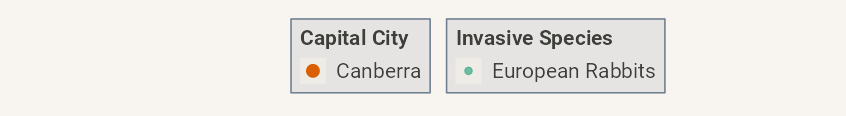 Capital City
Canberra
Invasive Species
European Rabbits